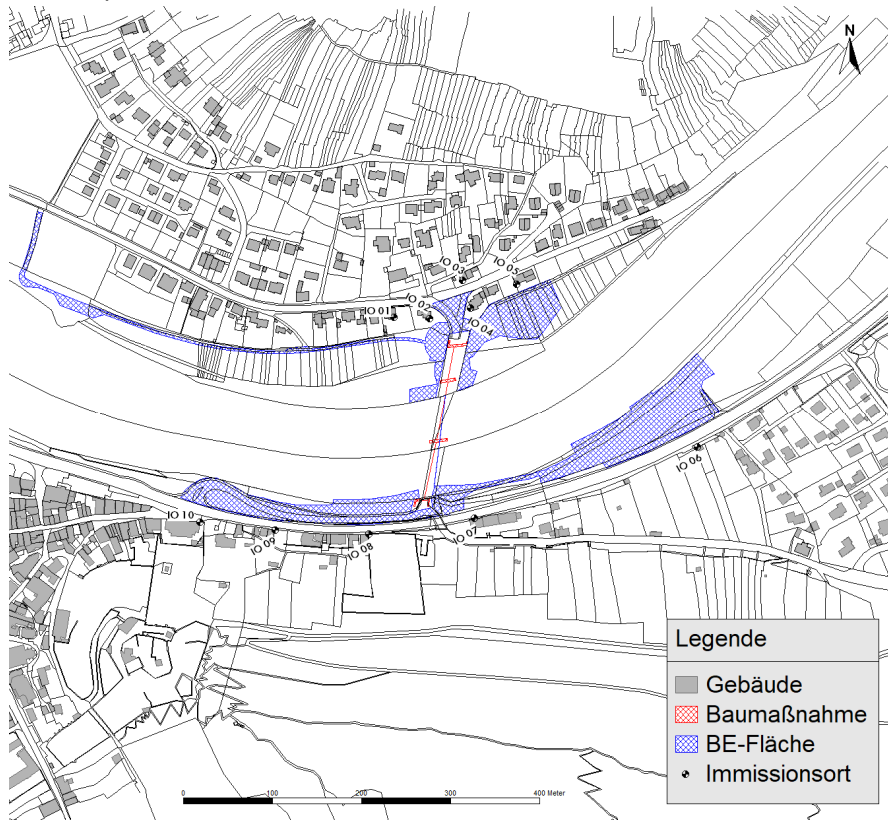 N
IO 03
IO 05
IO 02
IO 01
IO 04
IO 06
IO 10
IO 09
IO 08
IO 07
Legende
Gebäude
Baumaßnahme
BE-Fläche
Immissionsort
0 100 200 300 400 Meter